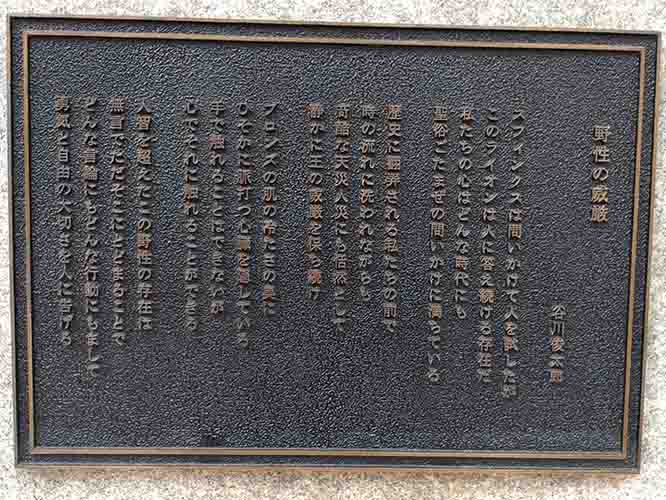 野性の威厳
谷川俊太郎
スフィンクスは問いかけて人を試したが
このライオンは人に答え続ける存在だ
私たちの心はどんな時代にも
聖俗ごたまぜの問いかけに満ちている
歴史に翻弄される私たちの前で
時の流れに洗われながらも
苛酷な天災人災にも恬然として
静かに王の威厳を保ち続け
ブロンズの肌の冷たさの奥に
ひそかに脈打つ心臓を隠している
手で触れることはできないが
心でそれに触れることができる
人智を超えたこの野性の存在は
無言でただそこにとどまることで
どんな言論にもどんな行動にもまして
勇気と自由の大切さを人に告げる